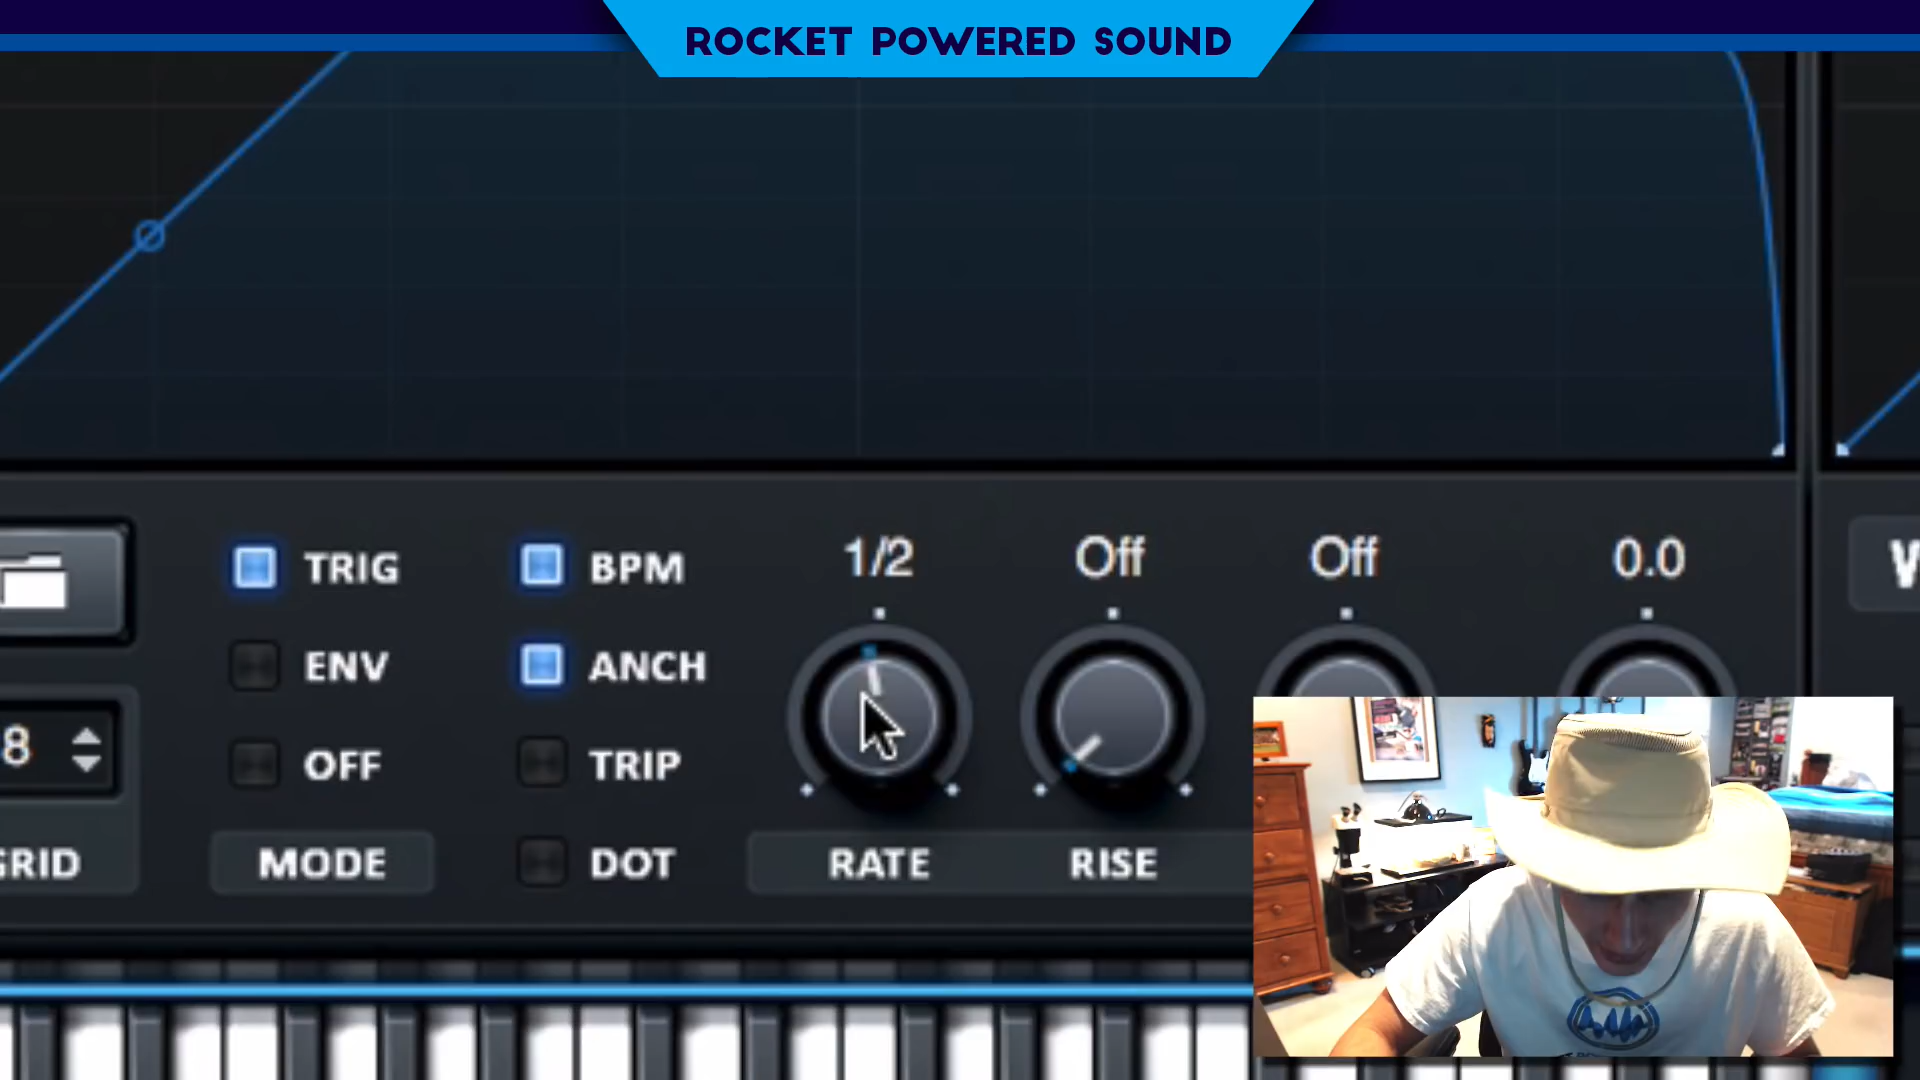 ROCKET POWERED SOUND
1/2 Off Off 0.0
TRIG BPM
ENV ANCH
8 OFF TRIP
MODE DOT RATE RISE